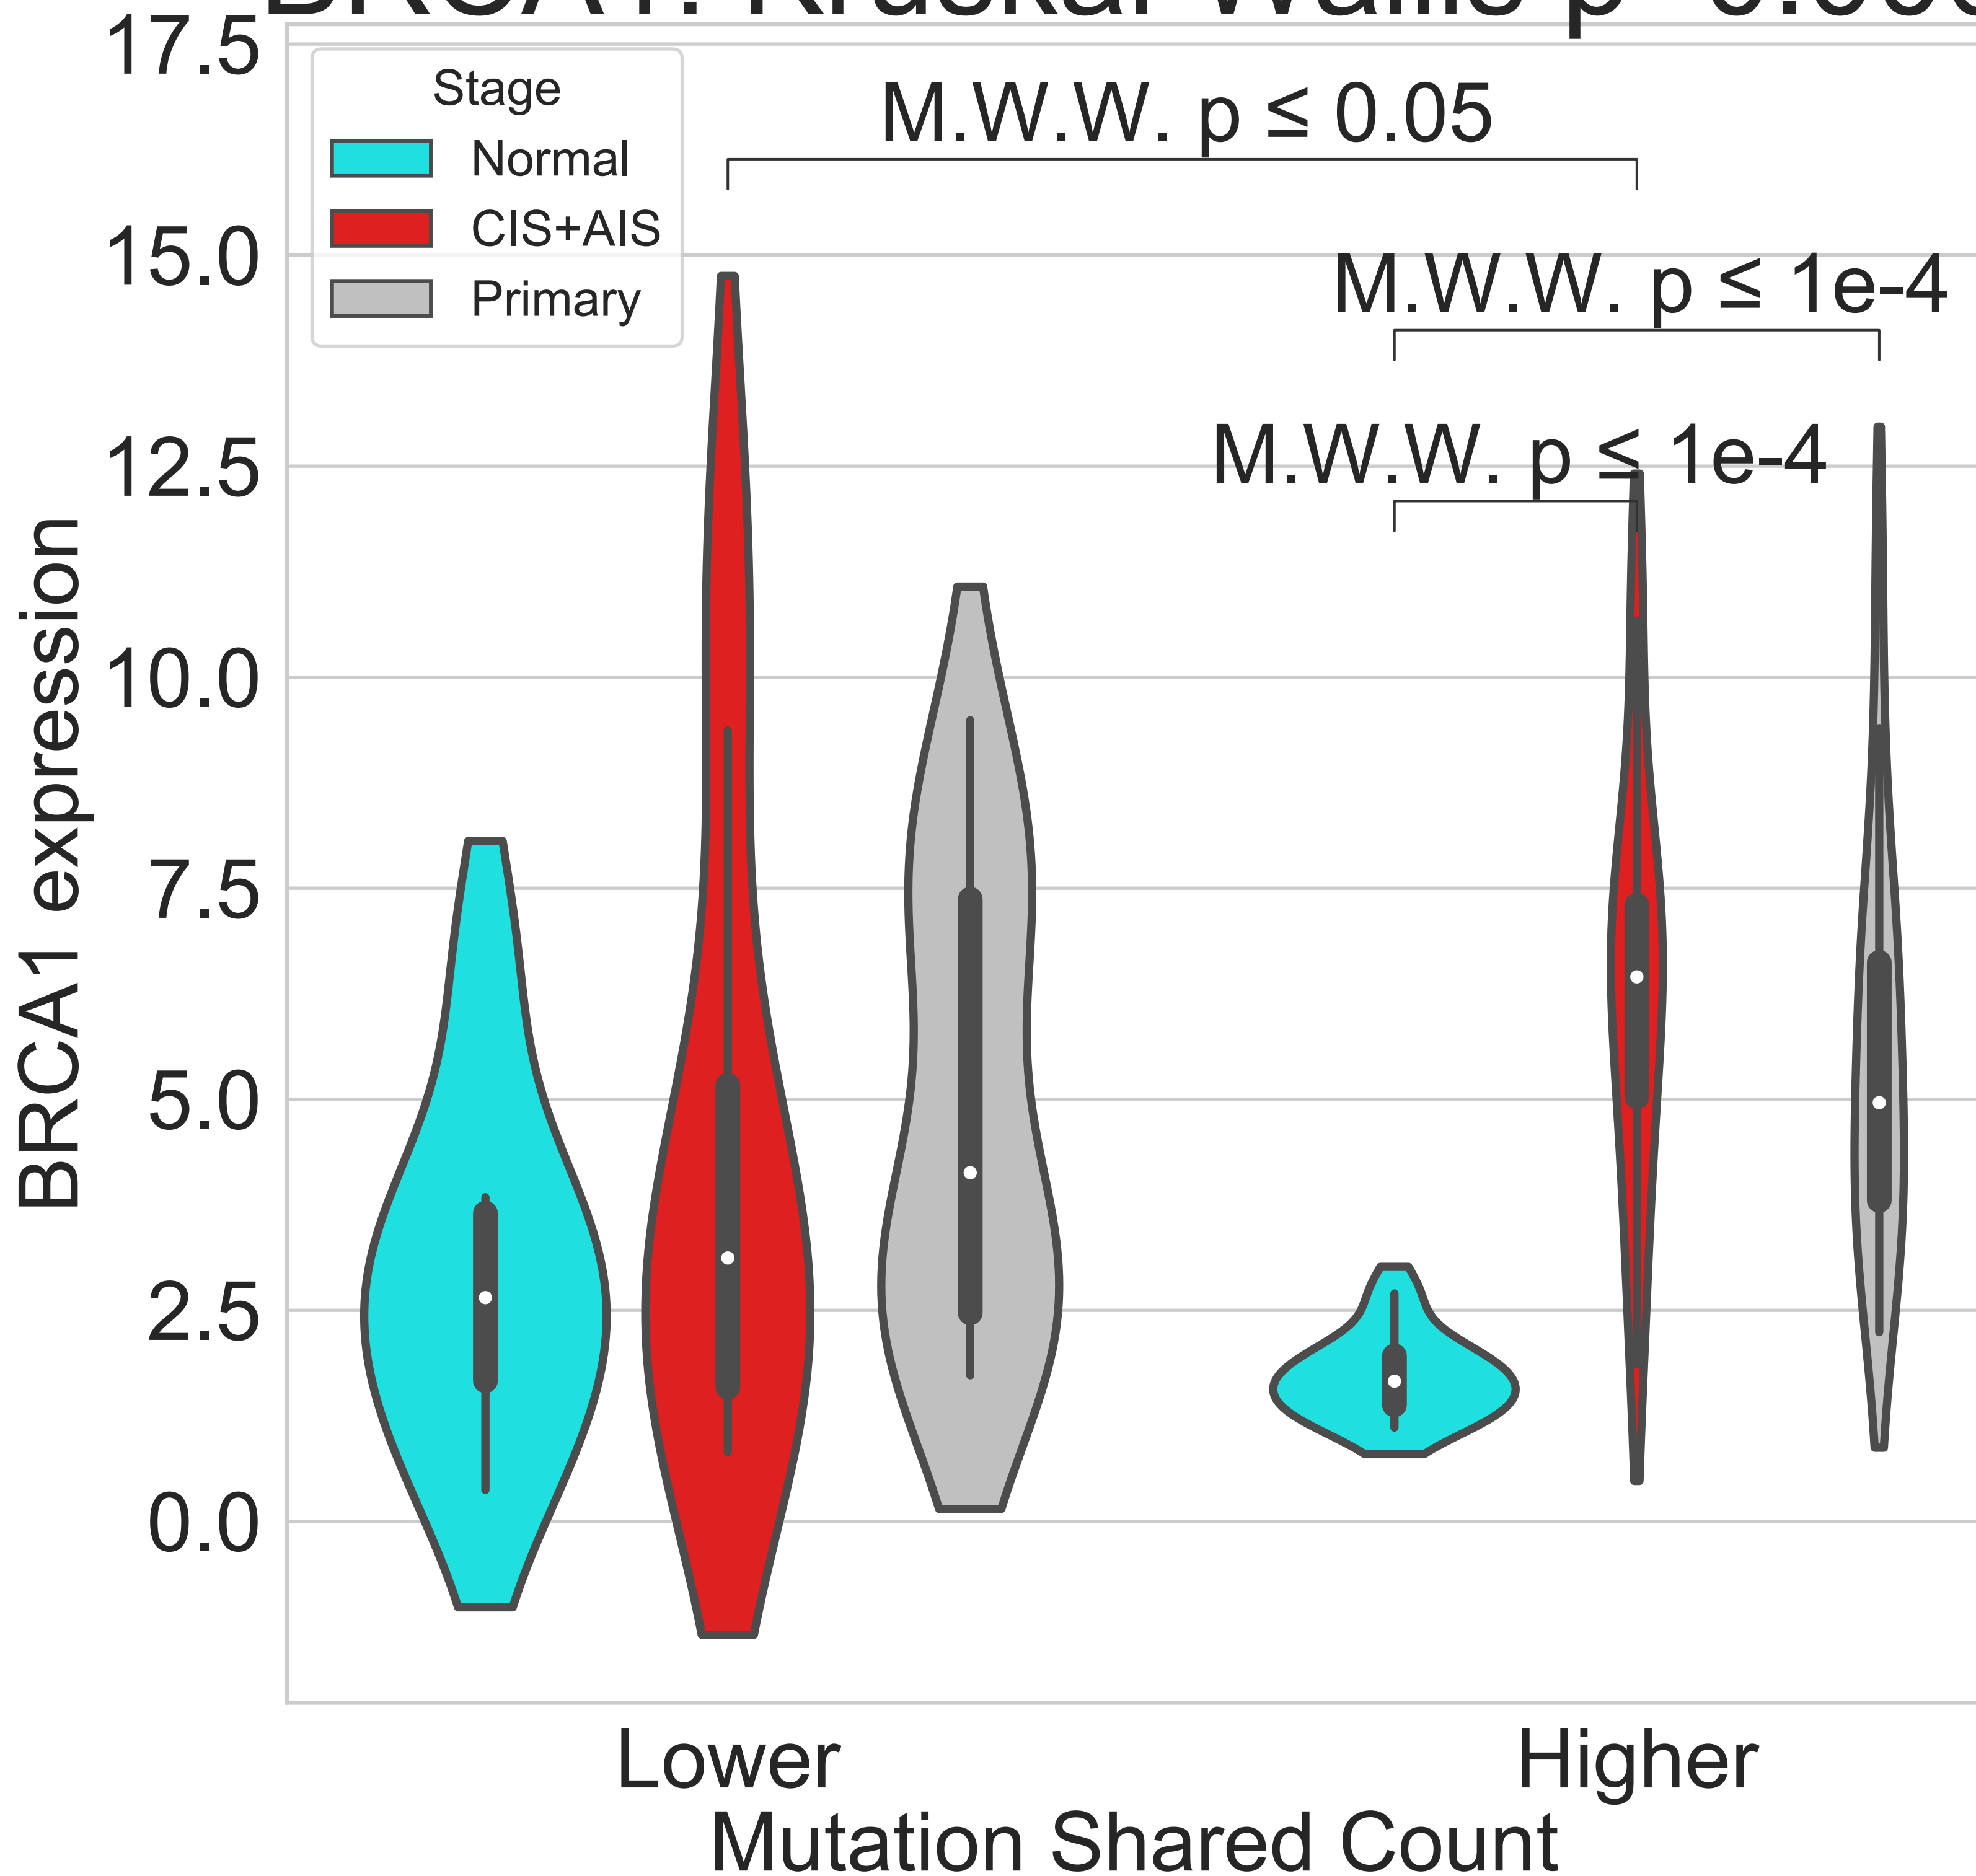 17.5
15.0
12.5
10.0
7.5
5.0
2.5
0.0
BRCA1 expression
Stage
Normal
CIS+AIS
Primary
M.W.W. p ≤ 0.05
M.W.W. p ≤ 1e-4
M.W.W. p ≤ 1e-4
Lower
Higher
Mutation Shared Count